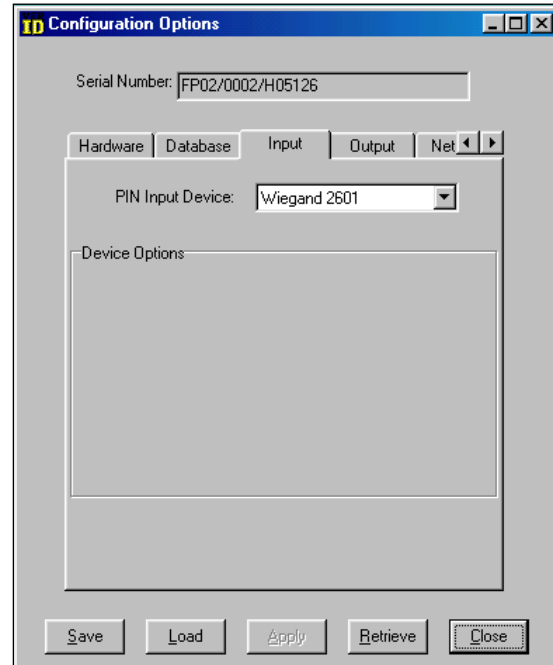 ID Configuration Options
Serial Number: FP02/0002/H05126
Hardware Database Input Output Net
PIN Input Device: Wiegand 2601
Device Options
Save Load Apply Retrieve Close